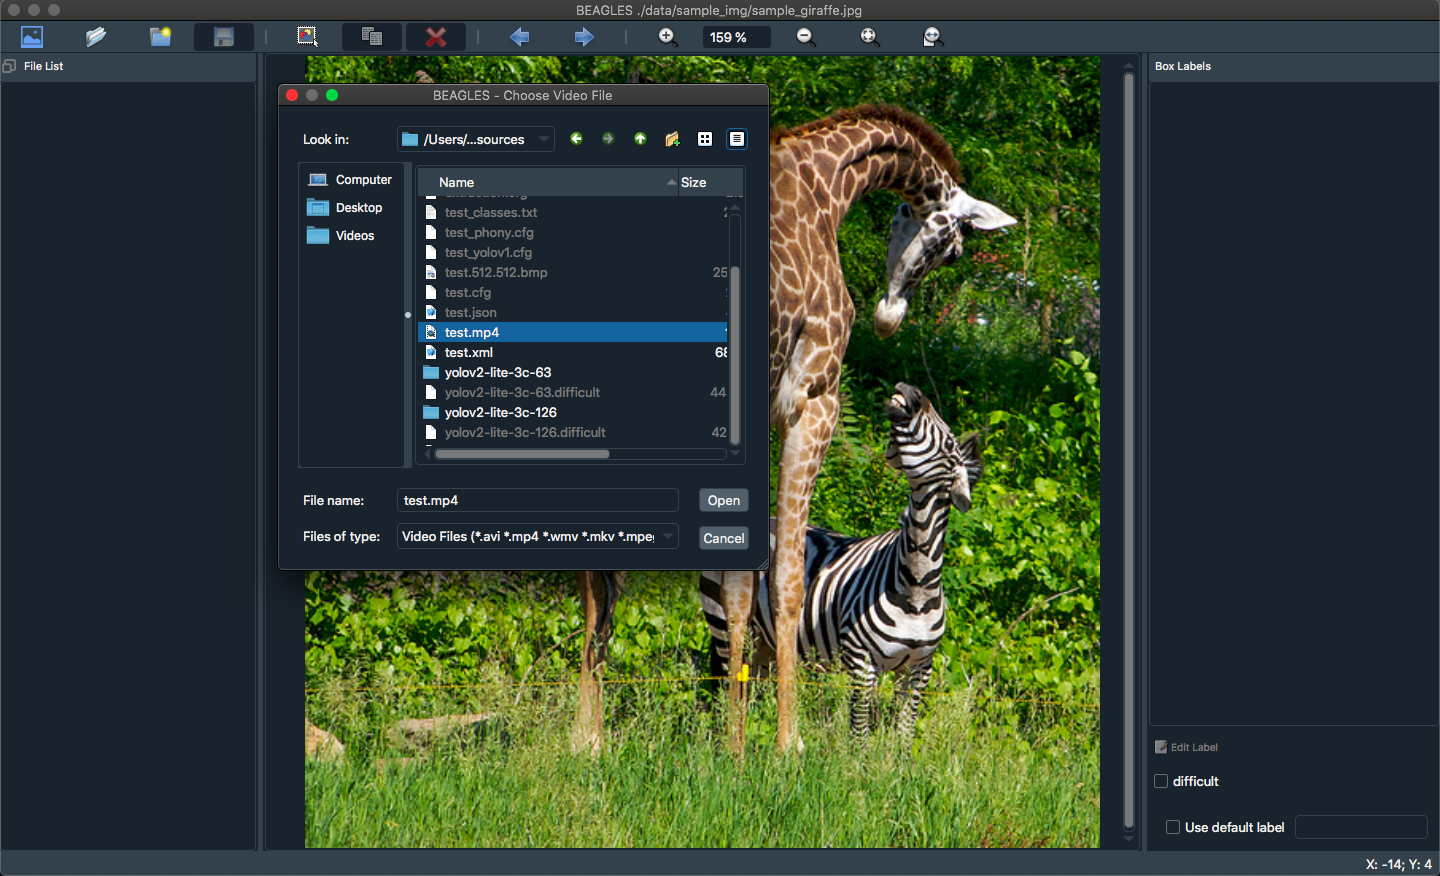 BEAGLES ./data/sample_img/sample_giraffe.jpg
159 %
File List
Box Labels
BEAGLES - Choose Video File
Look in:
/Users/...sources
Computer
Desktop
Videos
Name
Size
test_classes.txt
test_phony.cfg
test_yolov1.cfg
test.512.512.bmp 25
test.cfg
test.json
test.mp4
test.xml 68
yolov2-lite-3c-63
yolov2-lite-3c-63.difficult 44
yolov2-lite-3c-126
yolov2-lite-3c-126.difficult 42
File name: test.mp4 Open
Files of type: Video Files (*.avi *.mp4 *.wmv *.mkv *.mpeg Cancel
Edit Label
difficult
Use default label
X: -14; Y: 4